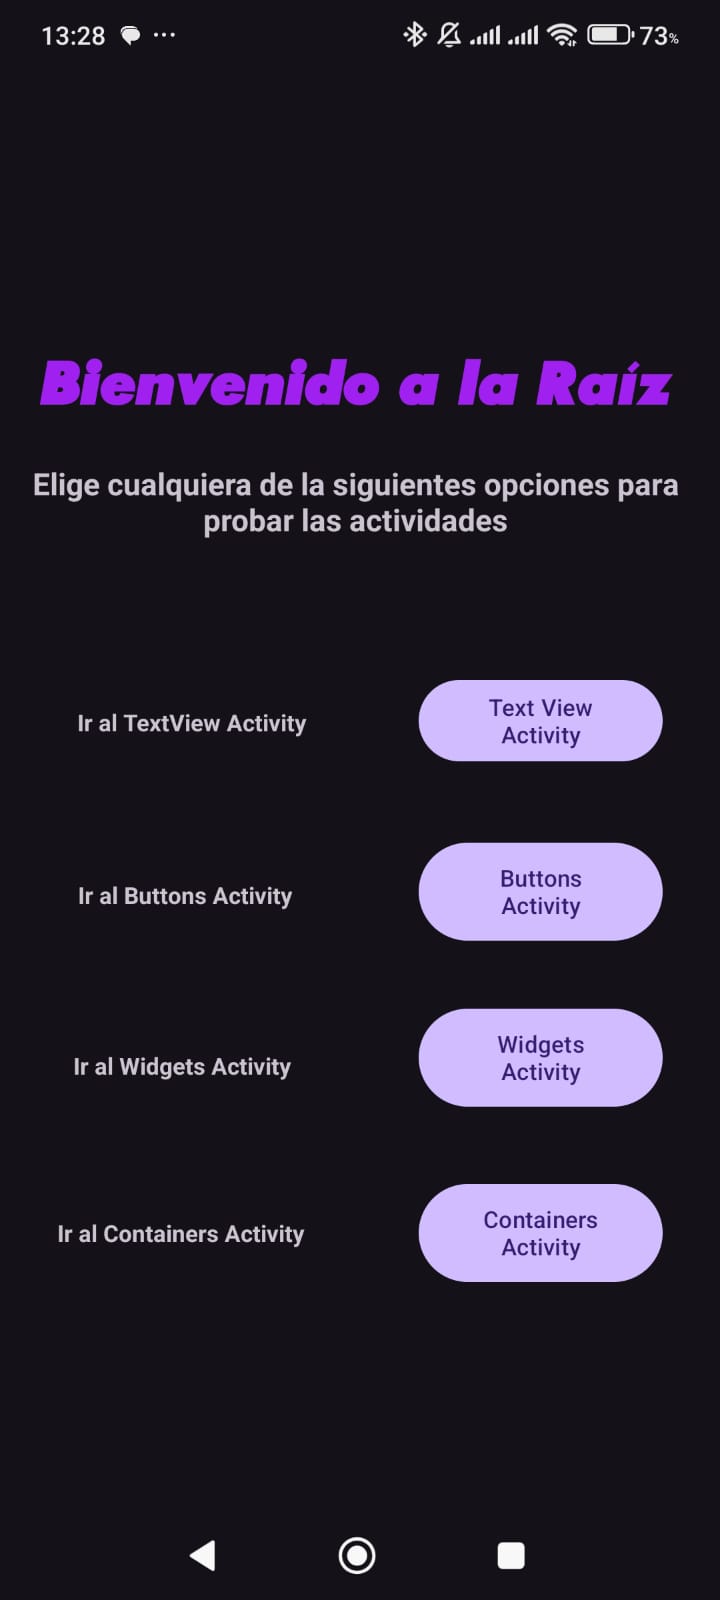 13:28
73%
Bienvenido a la Raíz
Elige cualquiera de la siguientes opciones para
probar las actividades
Ir al TextView Activity
Text View
Activity
Ir al Buttons Activity
Buttons
Activity
Ir al Widgets Activity
Widgets
Activity
Ir al Containers Activity
Containers
Activity